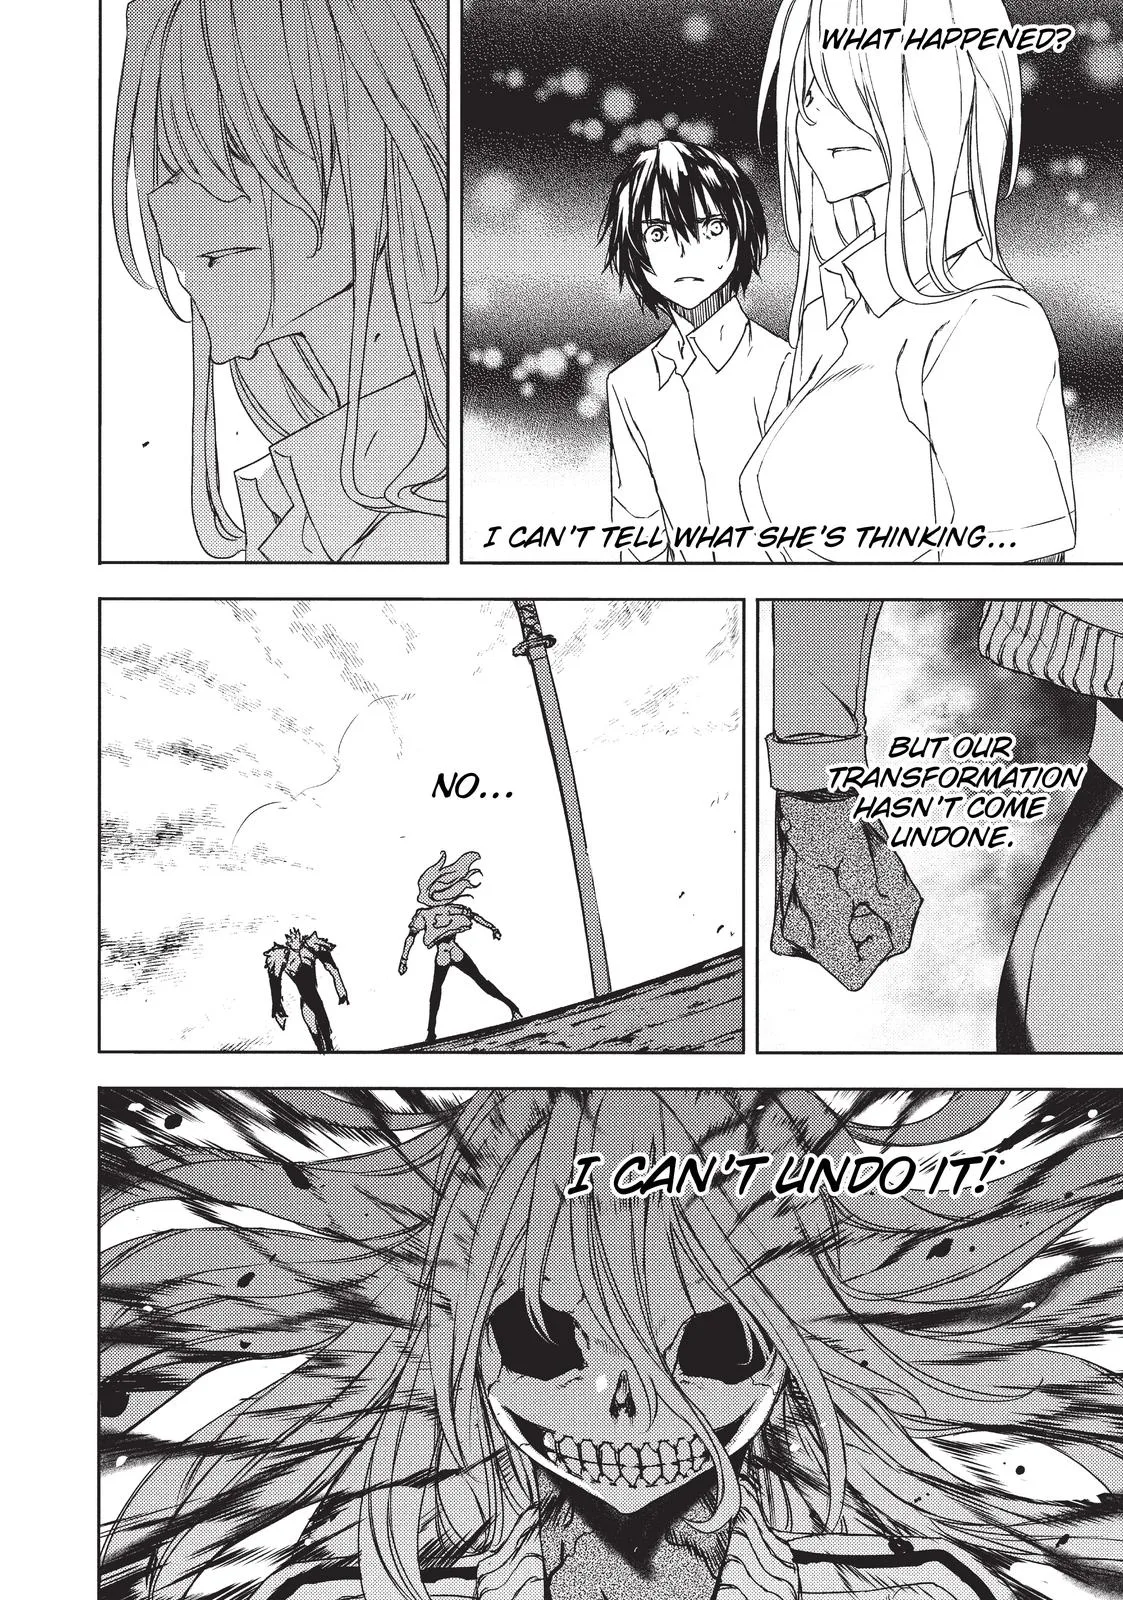 WHAT HAPPENED?
I CAN'T TELL WHAT SHE'S THINKING...
BUT OUR
TRANSFORMATION
HASN'T COME
UNDONE.
NO...
I CAN'T UNDO IT!